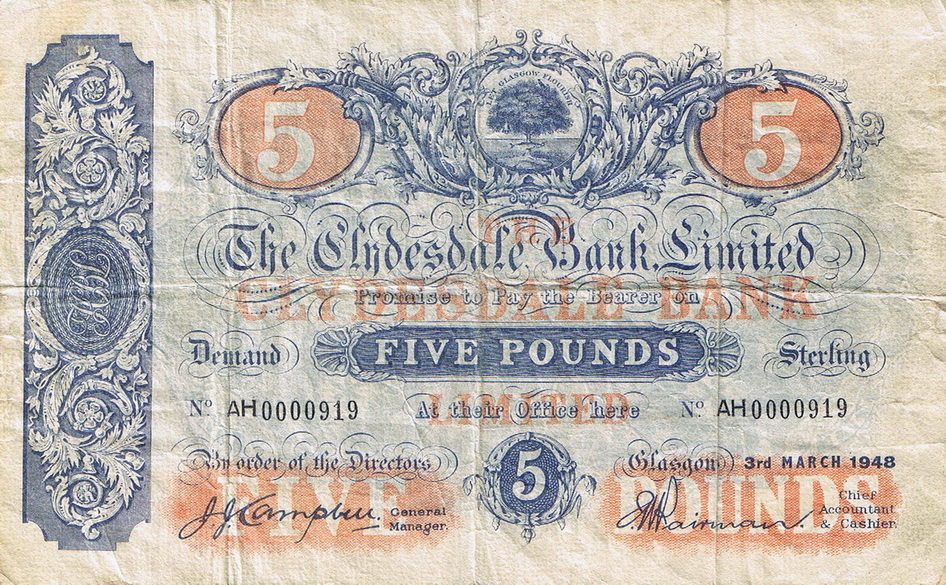 LET GLASGOW FLOURISH
5 5
The Clydesdale Bank, Limited
THE
CLYDESDALE BANK
LIMITED
Promise to Pay the Bearer on
Demand FIVE POUNDS Sterling
Nº AH0000919 At their Office here Nº AH0000919
By order of the Directors 5 Glasgow 3rd MARCH 1948
FIVE POUNDS
J.J. Campbell. General Manager.
Chief Accountant & Cashier.